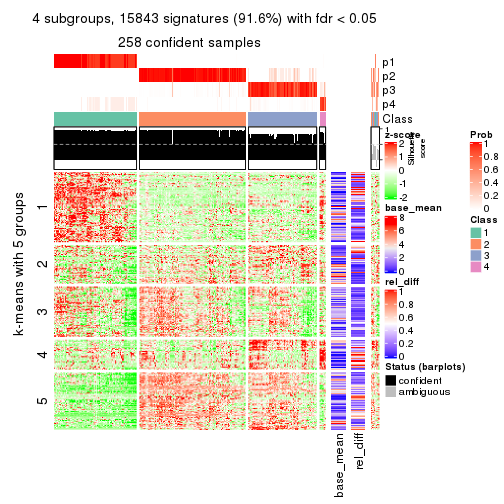 4 subgroups, 15843 signatures (91.6%) with fdr < 0.05
258 confident samples
p1
p2
p3
p4
Class
1
Silhouette
score
k-means with 5 groups
1
2
3
4
5
base_mean
rel_diff
z-score
2
1
0
-1
-2
base_mean
8
6
4
2
0
rel_diff
1
0.8
0.6
0.4
0.2
0
Status (barplots)
confident
ambiguous
Prob
1
0.8
0.6
0.4
0.2
0
Class
1
2
3
4